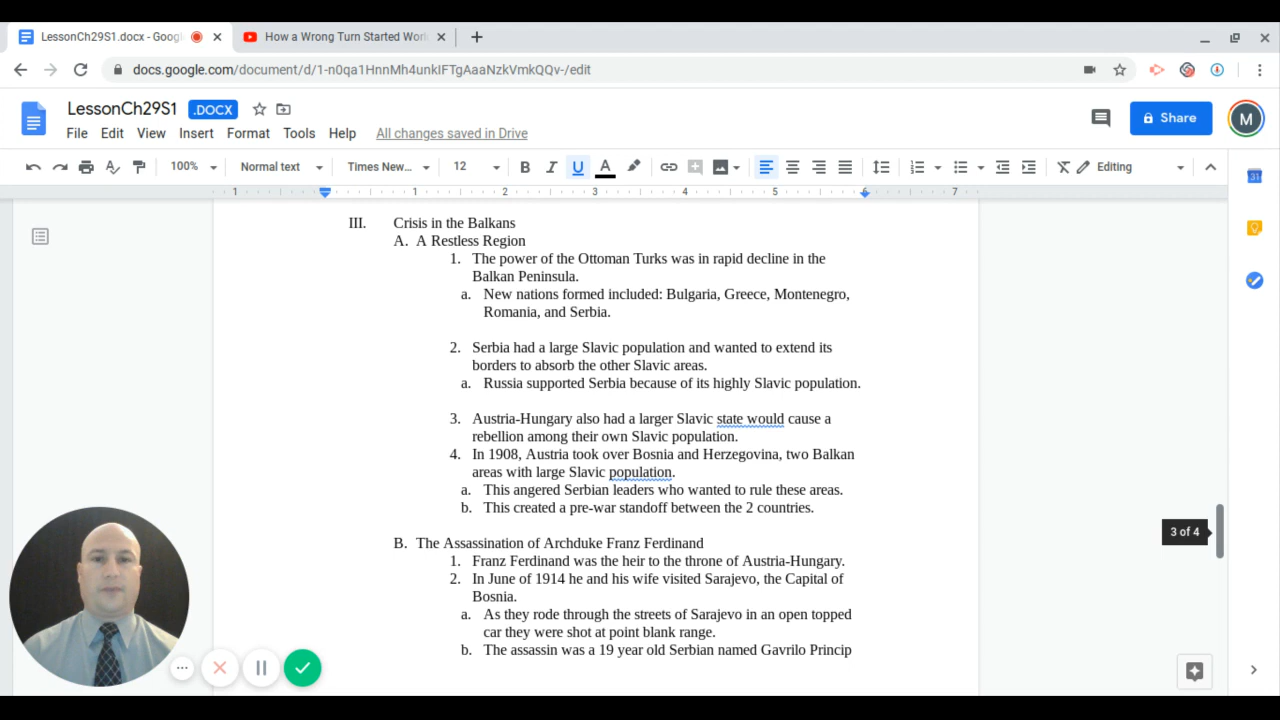 LessonCh29S1.docx - Goog
How a Wrong Turn Started Worl
docs.google.com/document/d/1-n0qa1HnnMh4unkIFTgAaaNzkVmkQQv-/edit
LessonCh29S1 .DOCX
File Edit View Insert Format Tools Help All changes saved in Drive
Share
M
100% Normal text Times New... 12 B I U A Editing
31
1 1 2 3 4 5 6 7
III. Crisis in the Balkans
A. A Restless Region
1. The power of the Ottoman Turks was in rapid decline in the
Balkan Peninsula.
a. New nations formed included: Bulgaria, Greece, Montenegro,
Romania, and Serbia.
2. Serbia had a large Slavic population and wanted to extend its
borders to absorb the other Slavic areas.
a. Russia supported Serbia because of its highly Slavic population.
3. Austria-Hungary also had a larger Slavic state would cause a
rebellion among their own Slavic population.
4. In 1908, Austria took over Bosnia and Herzegovina, two Balkan
areas with large Slavic population.
a. This angered Serbian leaders who wanted to rule these areas.
b. This created a pre-war standoff between the 2 countries.
3 of 4
B. The Assassination of Archduke Franz Ferdinand
1. Franz Ferdinand was the heir to the throne of Austria-Hungary.
2. In June of 1914 he and his wife visited Sarajevo, the Capital of
Bosnia.
a. As they rode through the streets of Sarajevo in an open topped
car they were shot at point blank range.
b. The assassin was a 19 year old Serbian named Gavrilo Princip